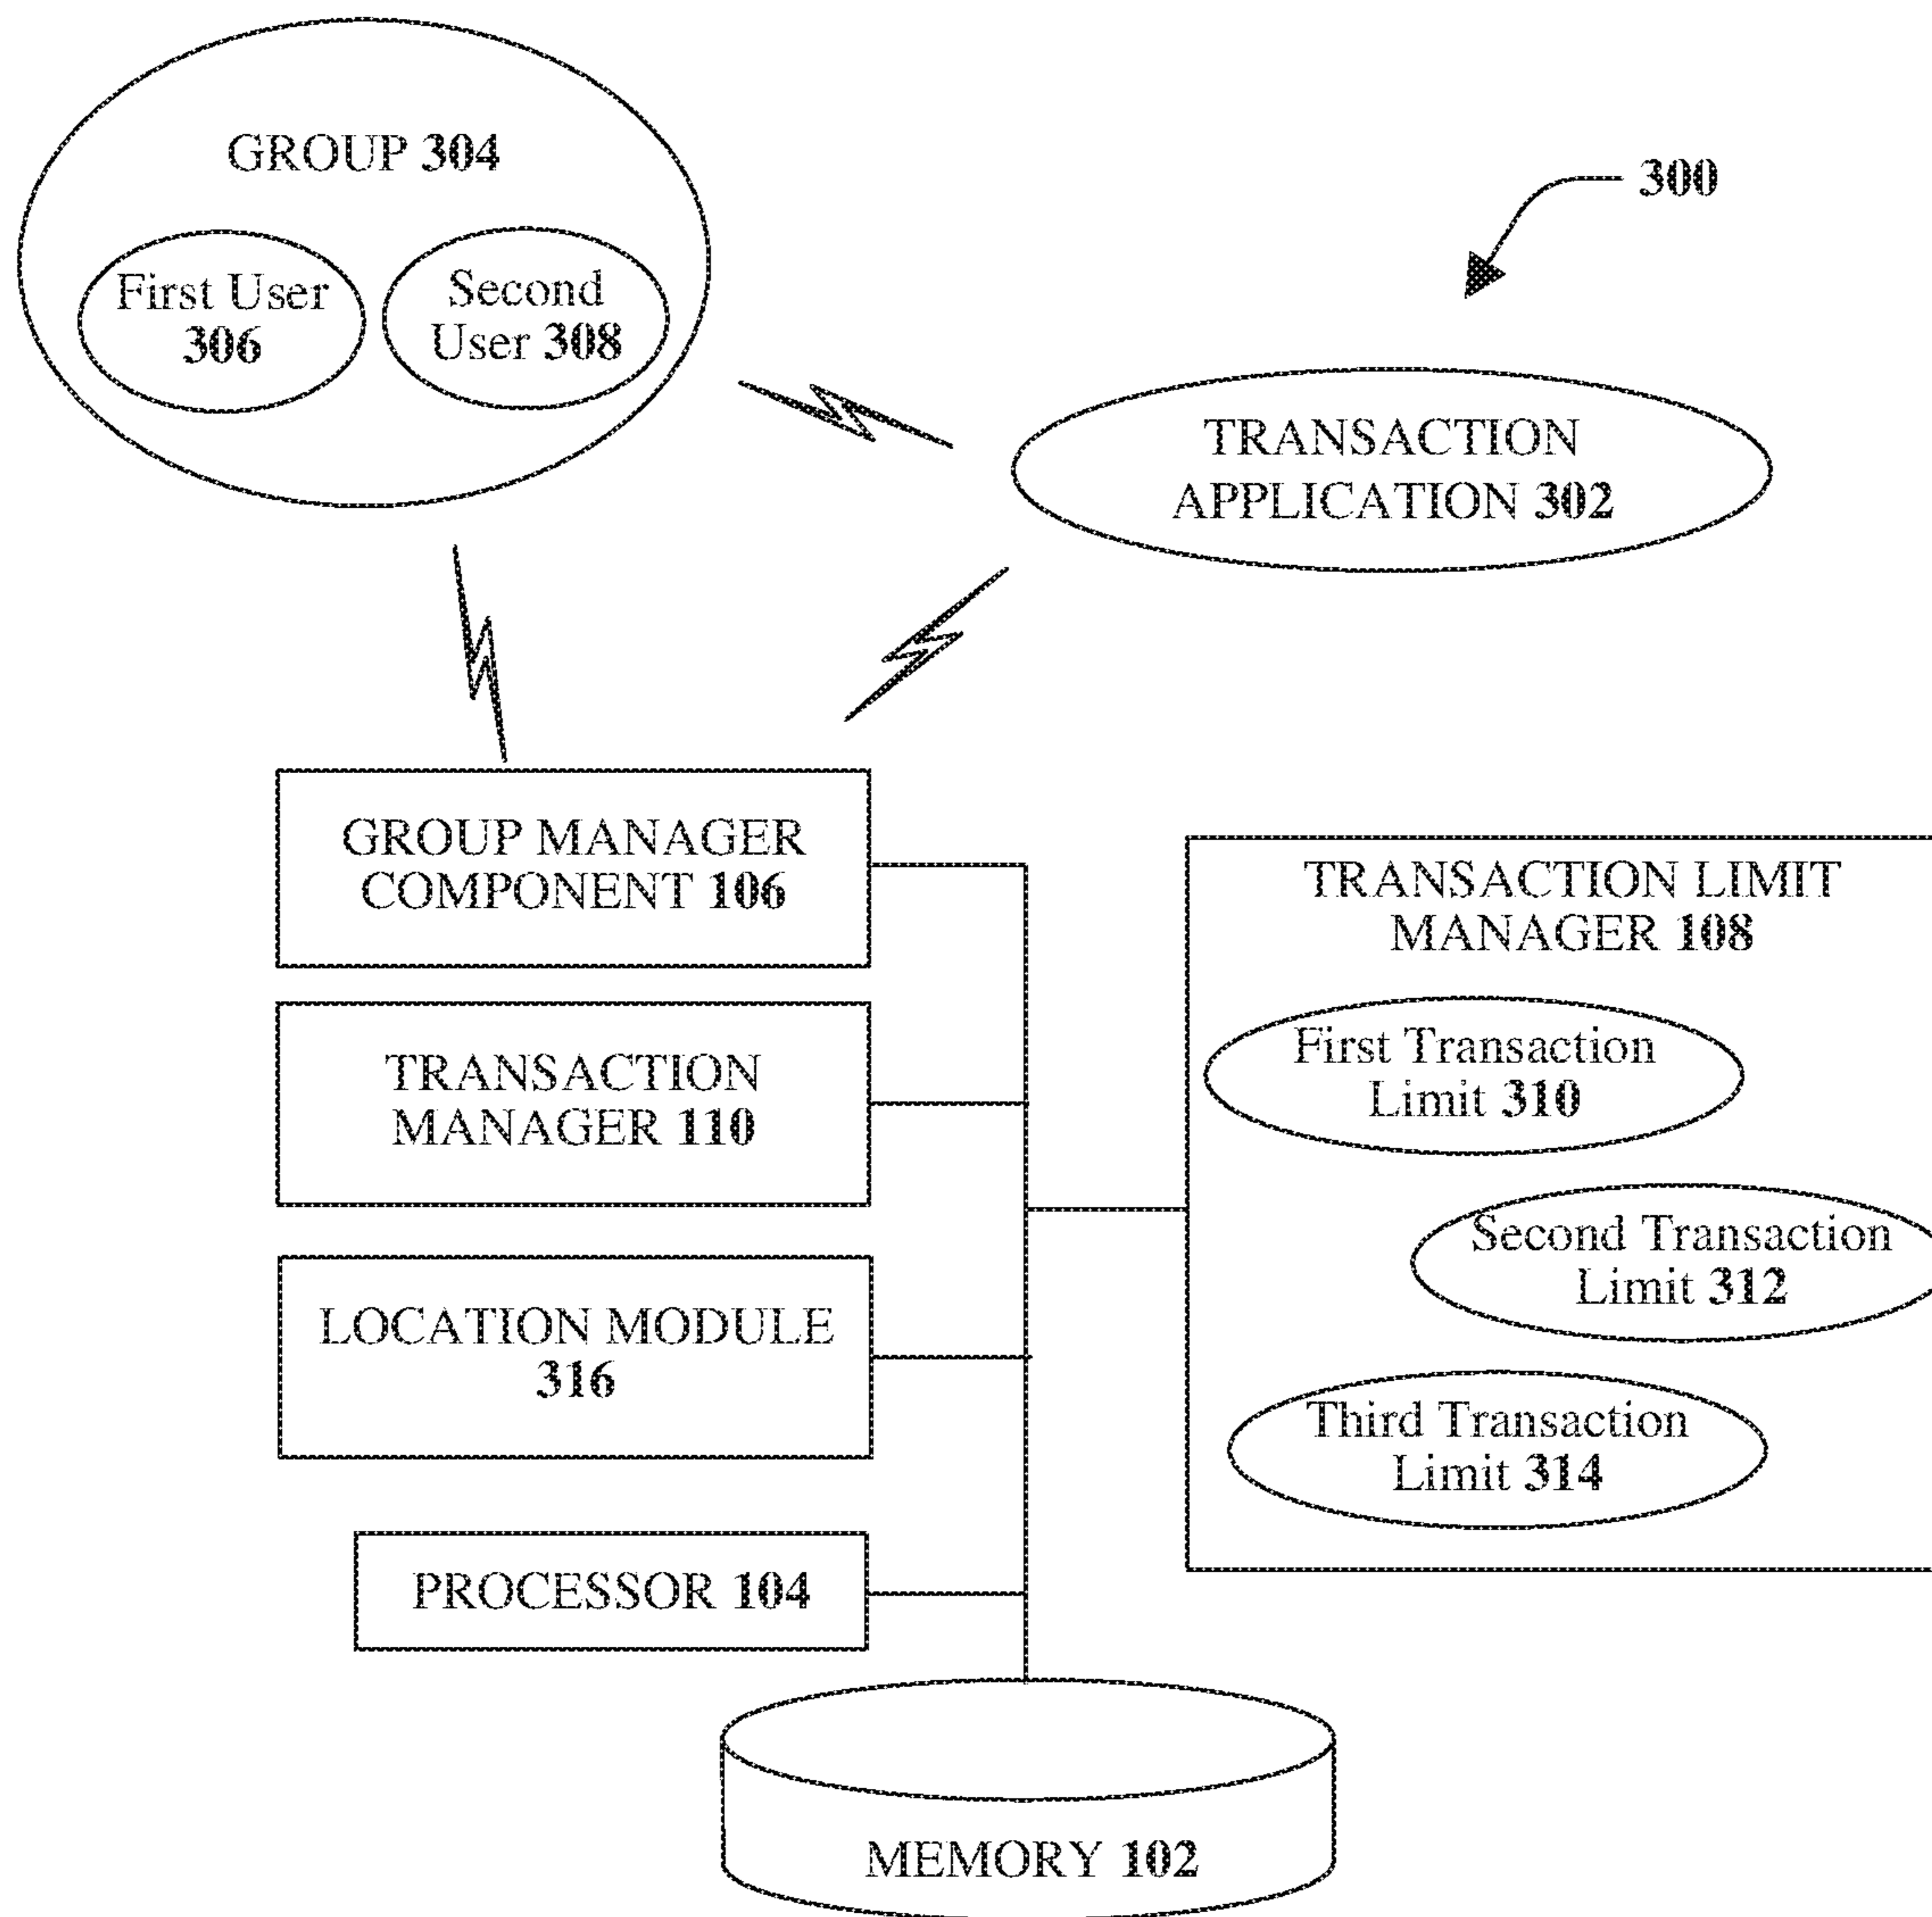 GROUP 304
First User
306
Second
User 308
300
TRANSACTION
APPLICATION 302
GROUP MANAGER
COMPONENT 106
TRANSACTION
MANAGER 110
LOCATION MODULE
316
PROCESSOR 104
TRANSACTION LIMIT
MANAGER 108
First Transaction
Limit 310
Second Transaction
Limit 312
Third Transaction
Limit 314
MEMORY 102